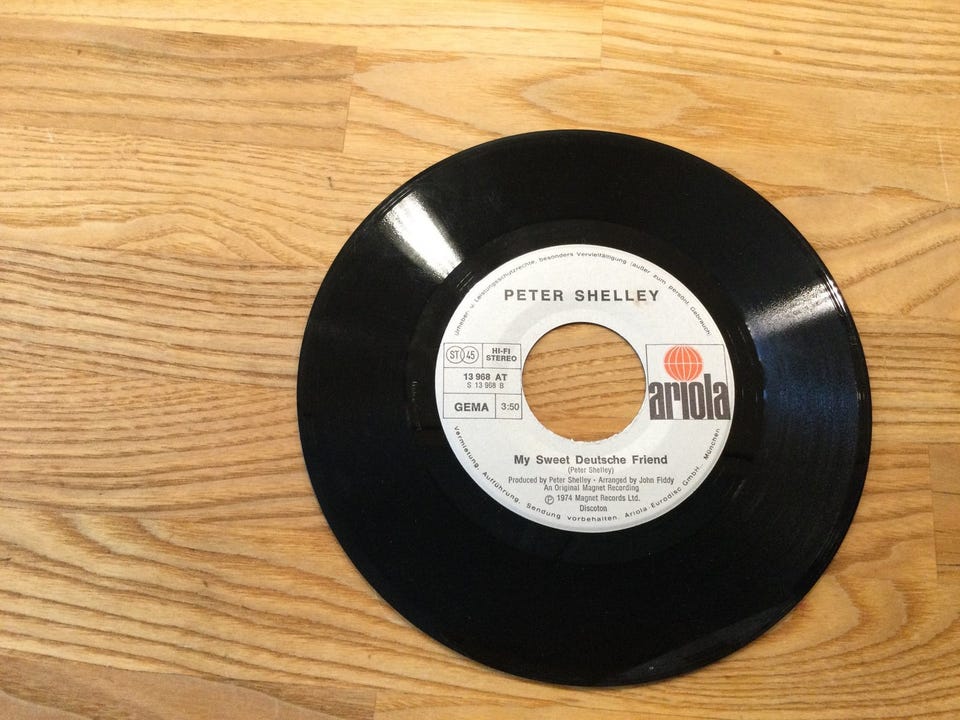 Urheber- u. Leistungsschutzrechte, besonders Vervielfältigung (außer zum persönl. Gebrauch)
PETER SHELLEY
ST 45
HI-FI
STEREO
13 968 AT
S 13 968 B
GEMA 3:50
ariola
My Sweet Deutsche Friend
(Peter Shelley)
Produced by Peter Shelley - Arranged by John Fiddy
An Original Magnet Recording
Ⓟ 1974 Magnet Records Ltd.
Discoton
Vermietung, Aufführung, Sendung vorbehalten. Ariola-Eurodisc GmbH., München